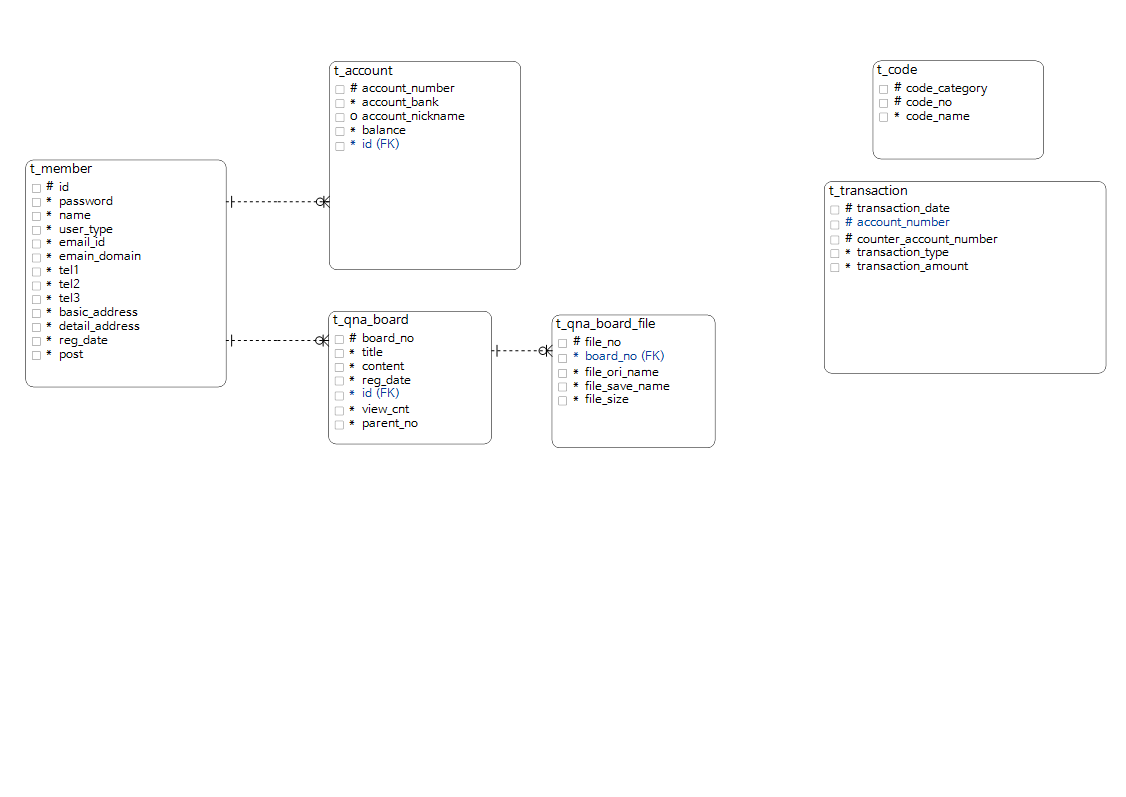 t_member
# id
* password
* name
* user_type
* email_id
* emain_domain
* tel1
* tel2
* tel3
* basic_address
* detail_address
* reg_date
* post
t_account
# account_number
* account_bank
o account_nickname
* balance
* id (FK)
t_qna_board
# board_no
* title
* content
* reg_date
* id (FK)
* view_cnt
* parent_no
t_qna_board_file
# file_no
* board_no (FK)
* file_ori_name
* file_save_name
* file_size
t_code
# code_category
# code_no
* code_name
t_transaction
# transaction_date
# account_number
# counter_account_number
* transaction_type
* transaction_amount